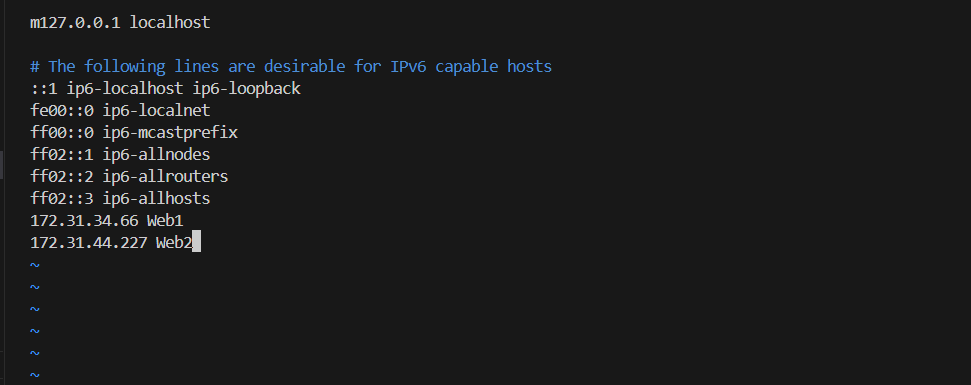 m127.0.0.1 localhost

# The following lines are desirable for IPv6 capable hosts
::1 ip6-localhost ip6-loopback
fe00::0 ip6-localnet
ff00::0 ip6-mcastprefix
ff02::1 ip6-allnodes
ff02::2 ip6-allrouters
ff02::3 ip6-allhosts
172.31.34.66 Web1
172.31.44.227 Web2
~
~
~
~
~
~